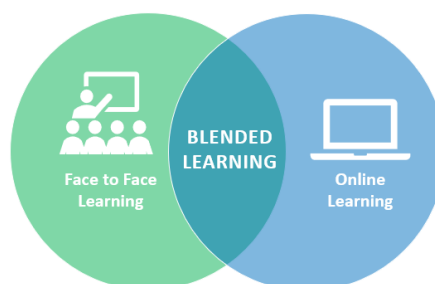 Face to Face
Learning
BLENDED
LEARNING
Online
Learning